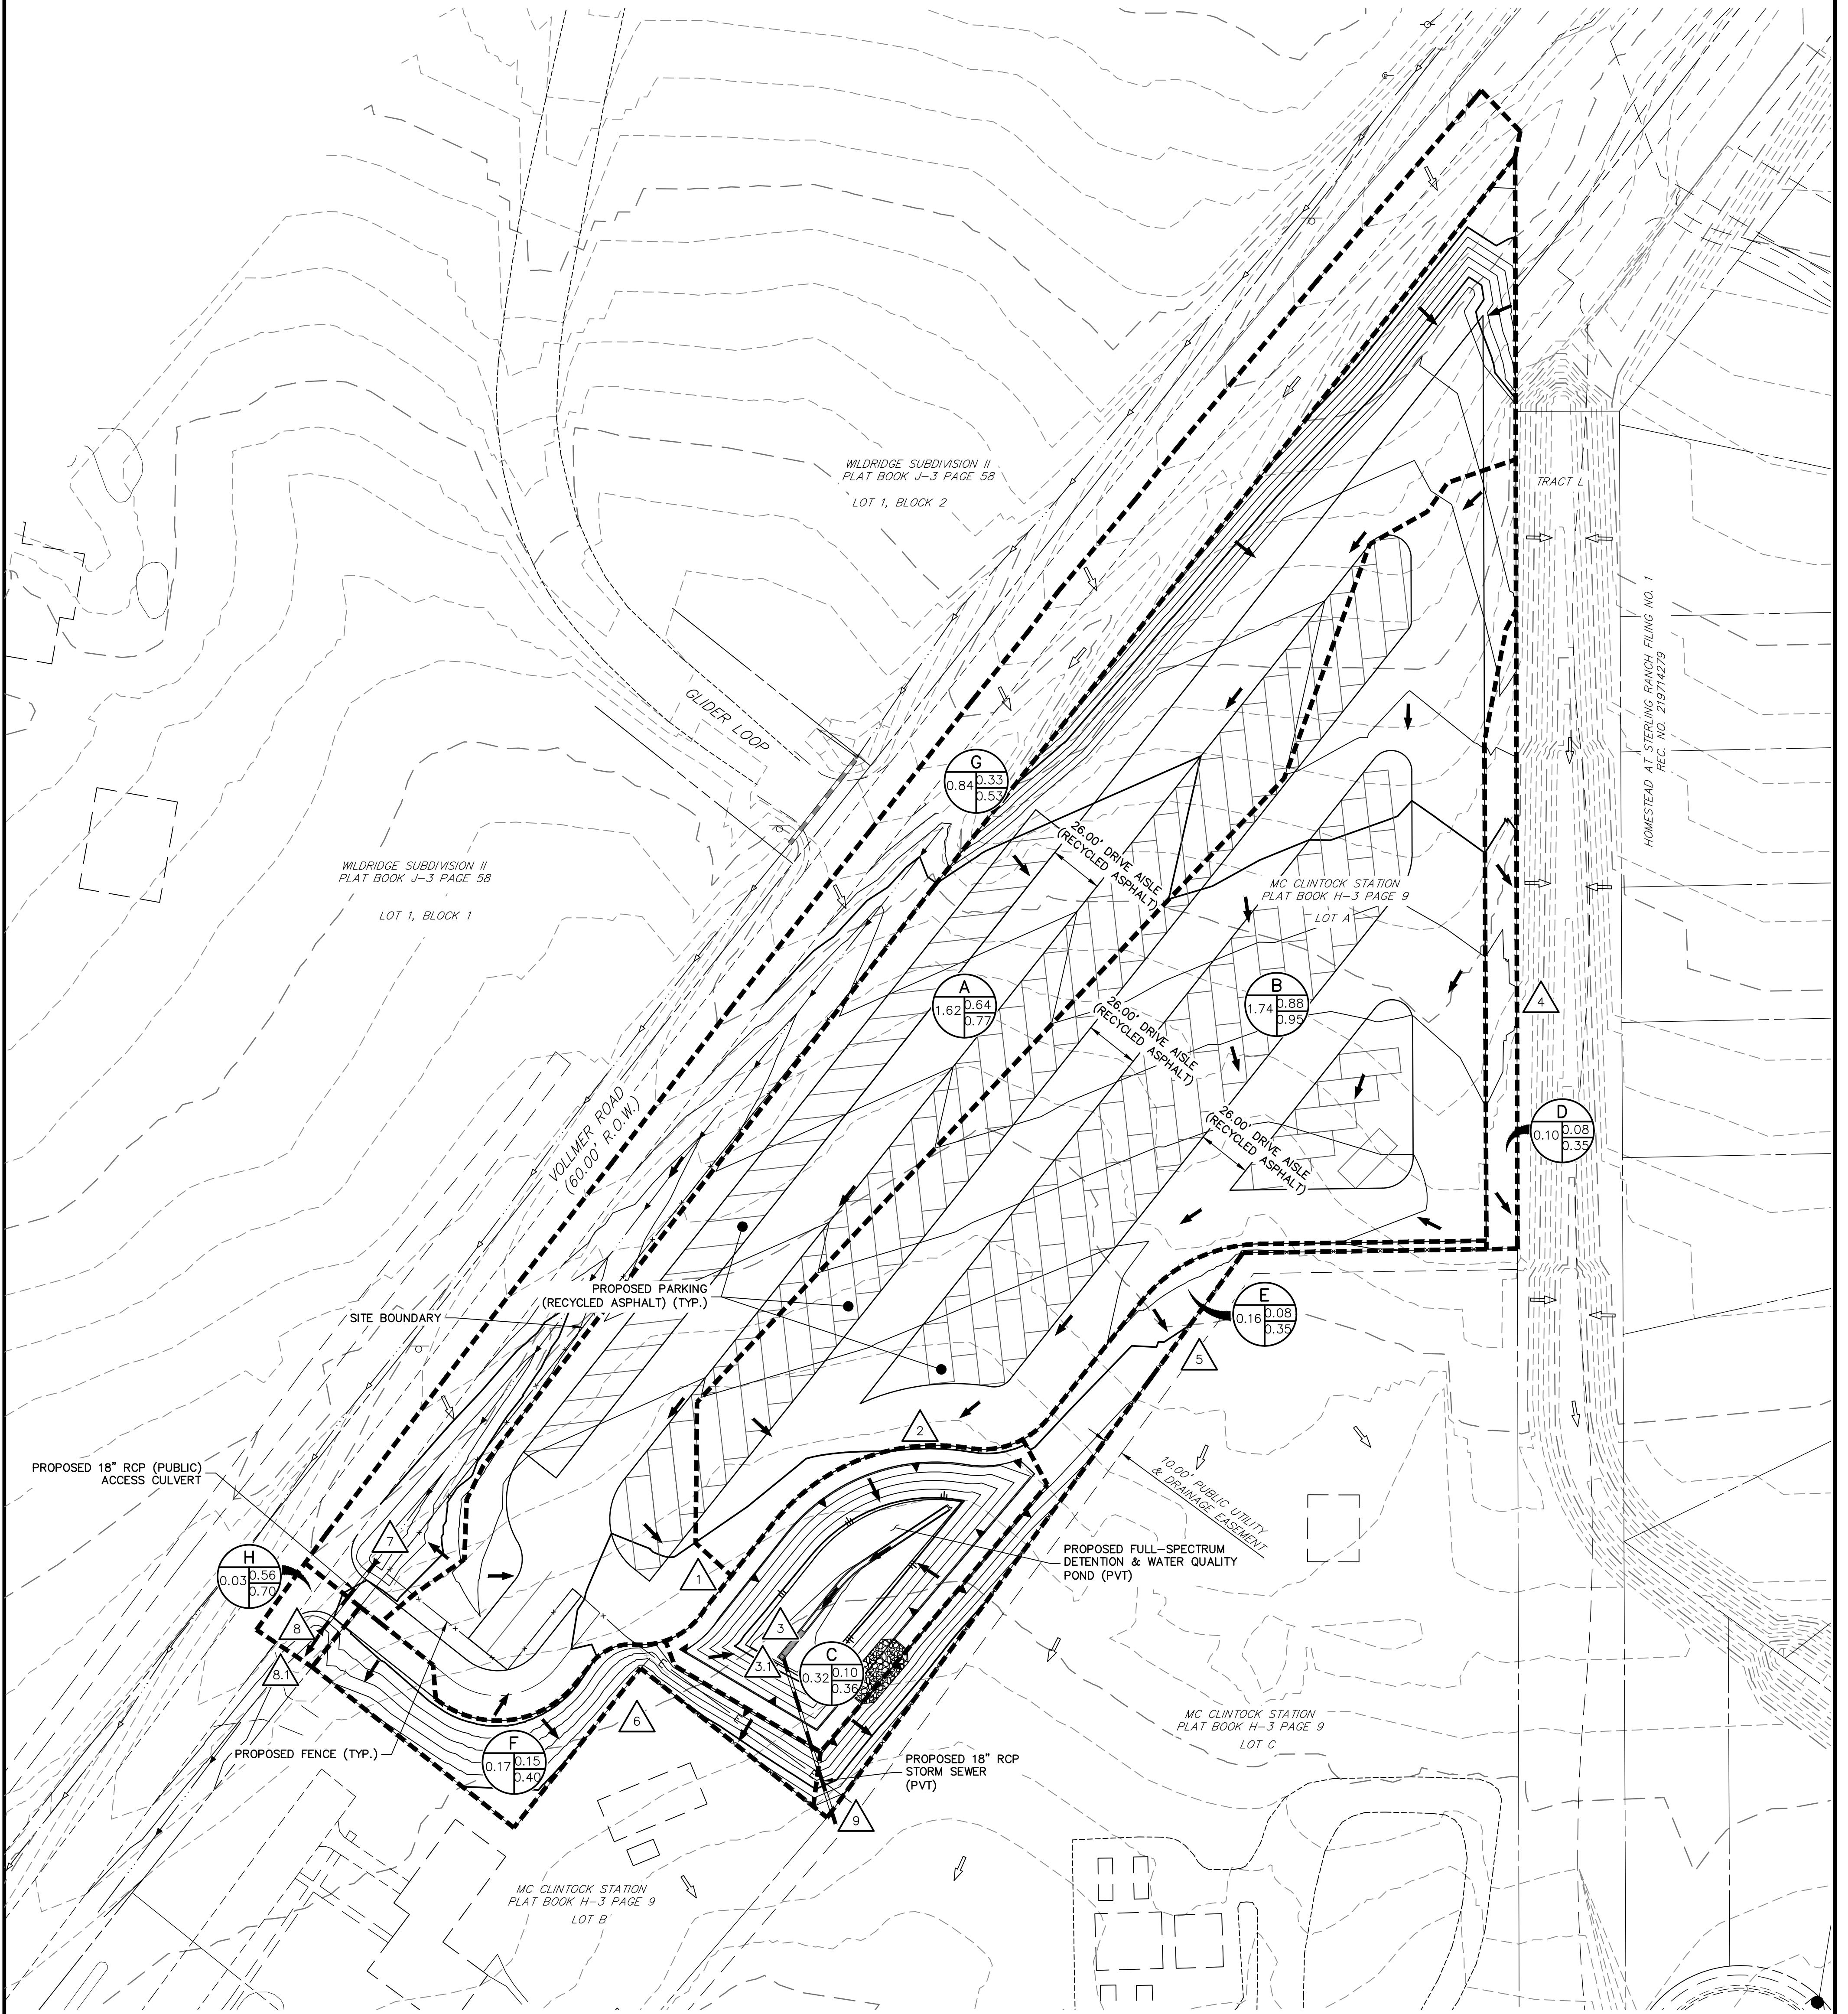 WILDRIDGE SUBDIVISION II
PLAT BOOK J-3 PAGE 58
LOT 1, BLOCK 2
TRACT L
HOMESTEAD AT STERLING RANCH FILING NO. 1
REC. NO. 219714279
GLIDER LOOP
G
0.84
0.33
0.53
26.00' DRIVE AISLE
(RECYCLED ASPHALT)
WILDRIDGE SUBDIVISION II
PLAT BOOK J-3 PAGE 58
LOT 1, BLOCK 1
MC CLINTOCK STATION
PLAT BOOK H-3 PAGE 9
LOT A
A
1.62
0.64
0.77
B
1.74
0.88
0.95
4
26.00' DRIVE AISLE
(RECYCLED ASPHALT)
VOLLMER ROAD
(60.00' R.O.W.)
26.00' DRIVE AISLE
(RECYCLED ASPHALT)
D
0.10
0.08
0.35
PROPOSED PARKING
(RECYCLED ASPHALT) (TYP.)
SITE BOUNDARY
E
0.16
0.08
0.35
5
2
PROPOSED 18" RCP (PUBLIC)
ACCESS CULVERT
10.00' PUBLIC UTILITY
& DRAINAGE EASEMENT
7
PROPOSED FULL-SPECTRUM
DETENTION & WATER QUALITY
POND (PVT)
H
0.03
0.56
0.70
1
8
3
8.1
3.1
C
0.32
0.10
0.36
6
MC CLINTOCK STATION
PLAT BOOK H-3 PAGE 9
LOT C
PROPOSED FENCE (TYP.)
F
0.17
0.15
0.40
PROPOSED 18" RCP
STORM SEWER
(PVT)
9
MC CLINTOCK STATION
PLAT BOOK H-3 PAGE 9
LOT B